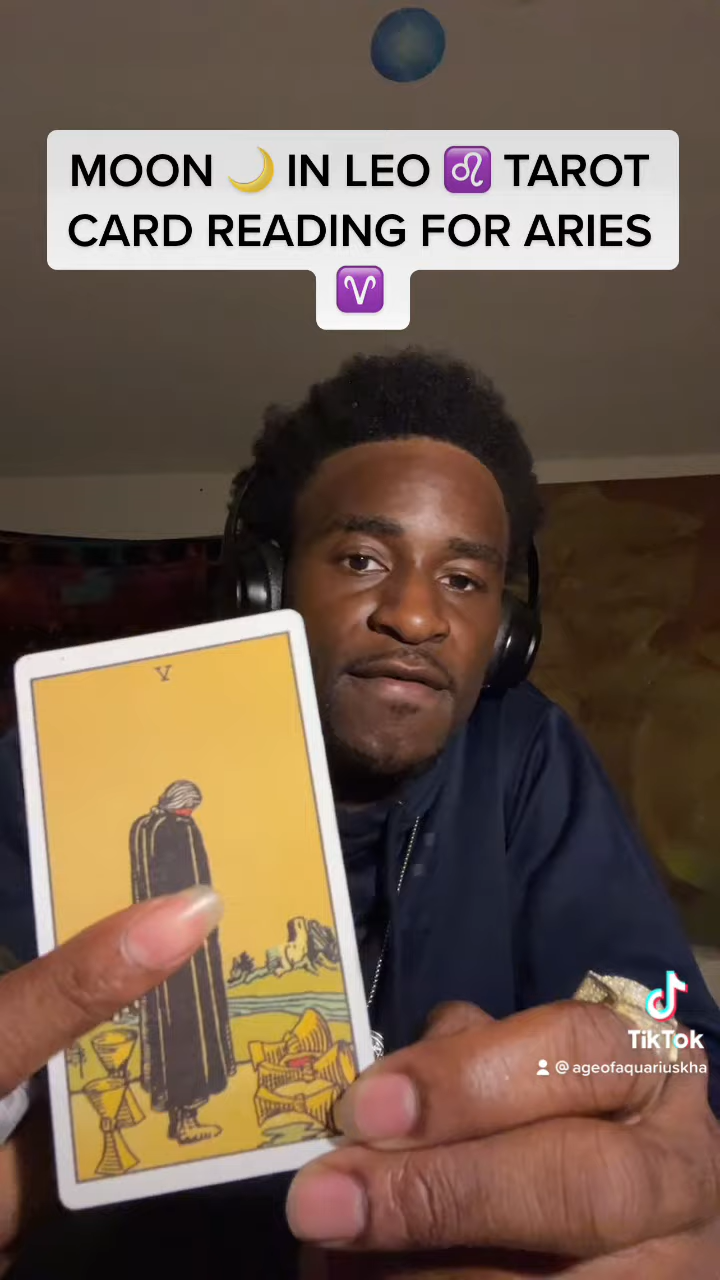 MOON 🌙 IN LEO ♌ TAROT
CARD READING FOR ARIES
♈
V
TikTok
@ageofaquariuskha